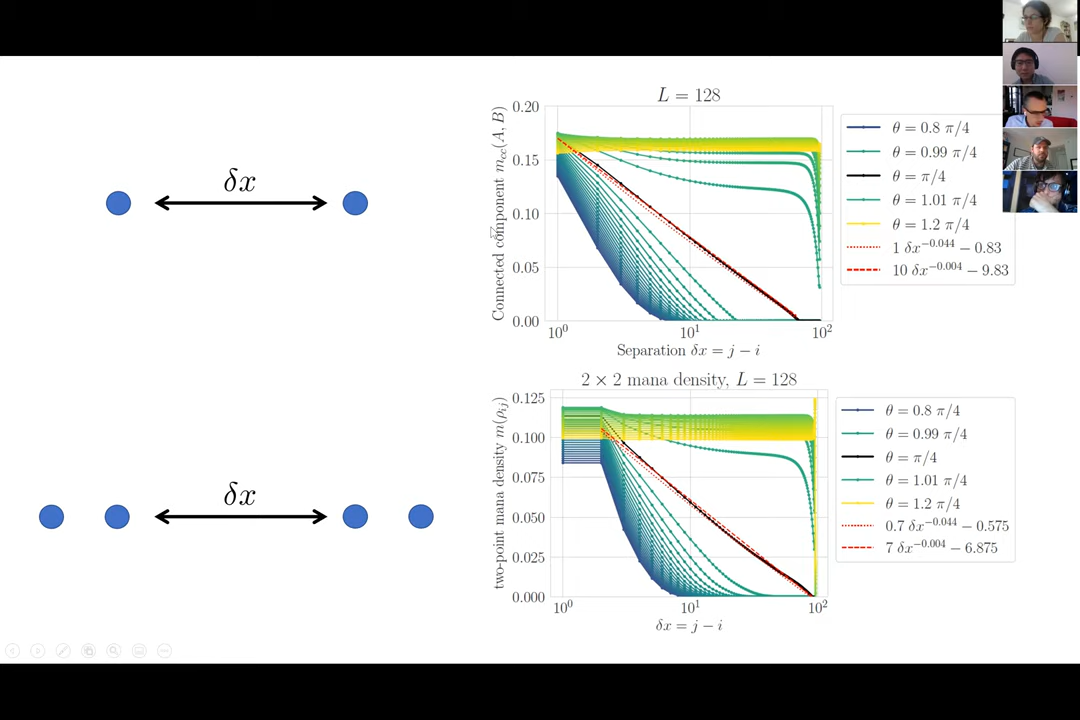 δx
δx
L = 128
Connected component m_cc(A, B)
0.20
0.15
0.10
0.05
0.00
10^0
10^1
10^2
Separation δx = j − i
θ = 0.8 π/4
θ = 0.99 π/4
θ = π/4
θ = 1.01 π/4
θ = 1.2 π/4
1 δx^−0.044 − 0.83
10 δx^−0.004 − 9.83
2 × 2 mana density, L = 128
two-point mana density m(ρ_ij)
0.125
0.100
0.075
0.050
0.025
0.000
10^0
10^1
10^2
δx = j − i
θ = 0.8 π/4
θ = 0.99 π/4
θ = π/4
θ = 1.01 π/4
θ = 1.2 π/4
0.7 δx^−0.044 − 0.575
7 δx^−0.004 − 6.875